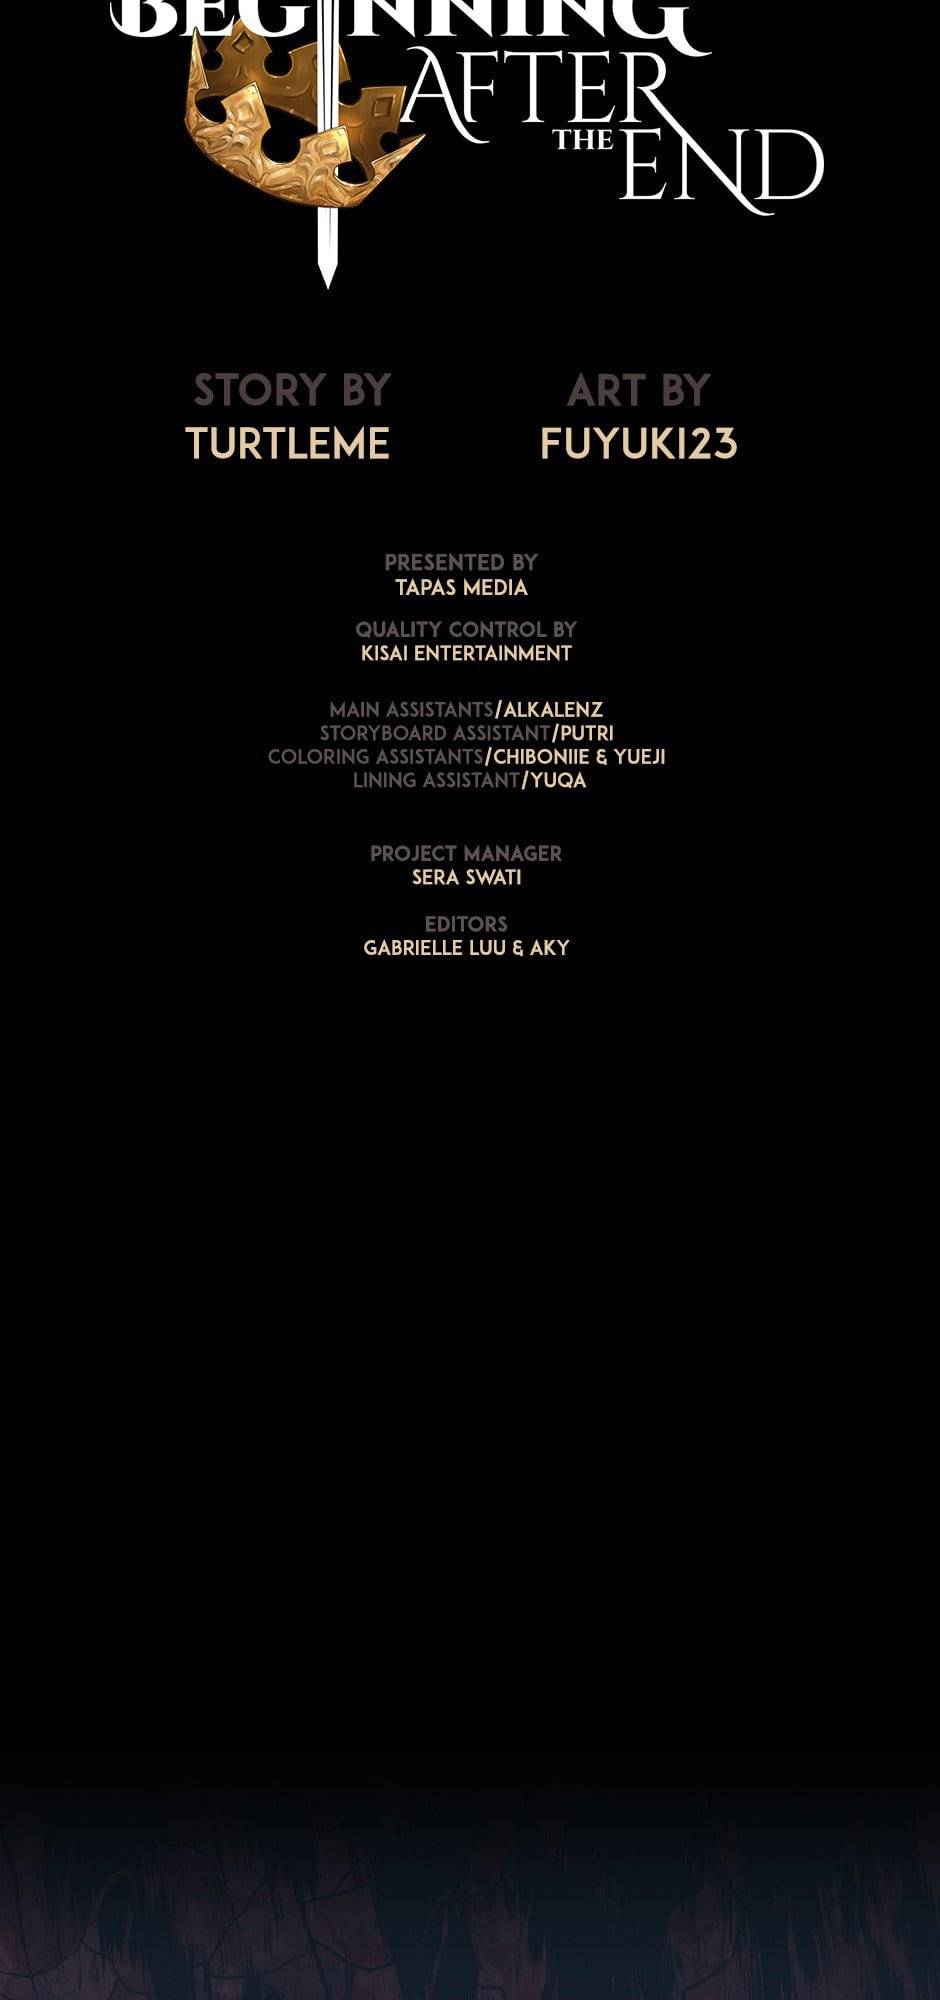 BEGINNING
AFTER
THE END
STORY BY
TURTLEME
ART BY
FUYUKI23
PRESENTED BY
TAPAS MEDIA
QUALITY CONTROL BY
KISAI ENTERTAINMENT
MAIN ASSISTANTS/ALKALENZ
STORYBOARD ASSISTANT/PUTRI
COLORING ASSISTANTS/CHIBONIIE & YUEJI
LINING ASSISTANT/YUQA
PROJECT MANAGER
SERA SWATI
EDITORS
GABRIELLE LUU & AKY